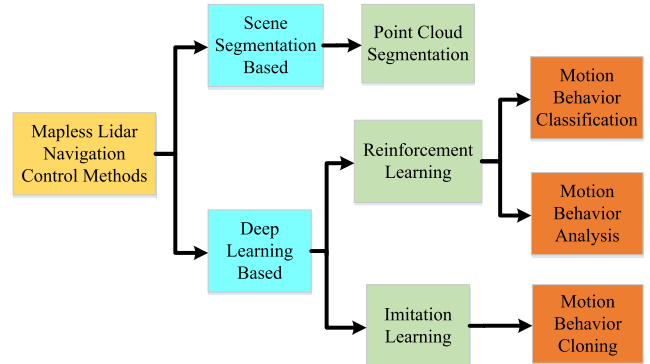 Mapless Lidar
Navigation
Control Methods
Scene
Segmentation
Based
Point Cloud
Segmentation
Deep
Learning
Based
Reinforcement
Learning
Motion
Behavior
Classification
Motion
Behavior
Analysis
Imitation
Learning
Motion
Behavior
Cloning